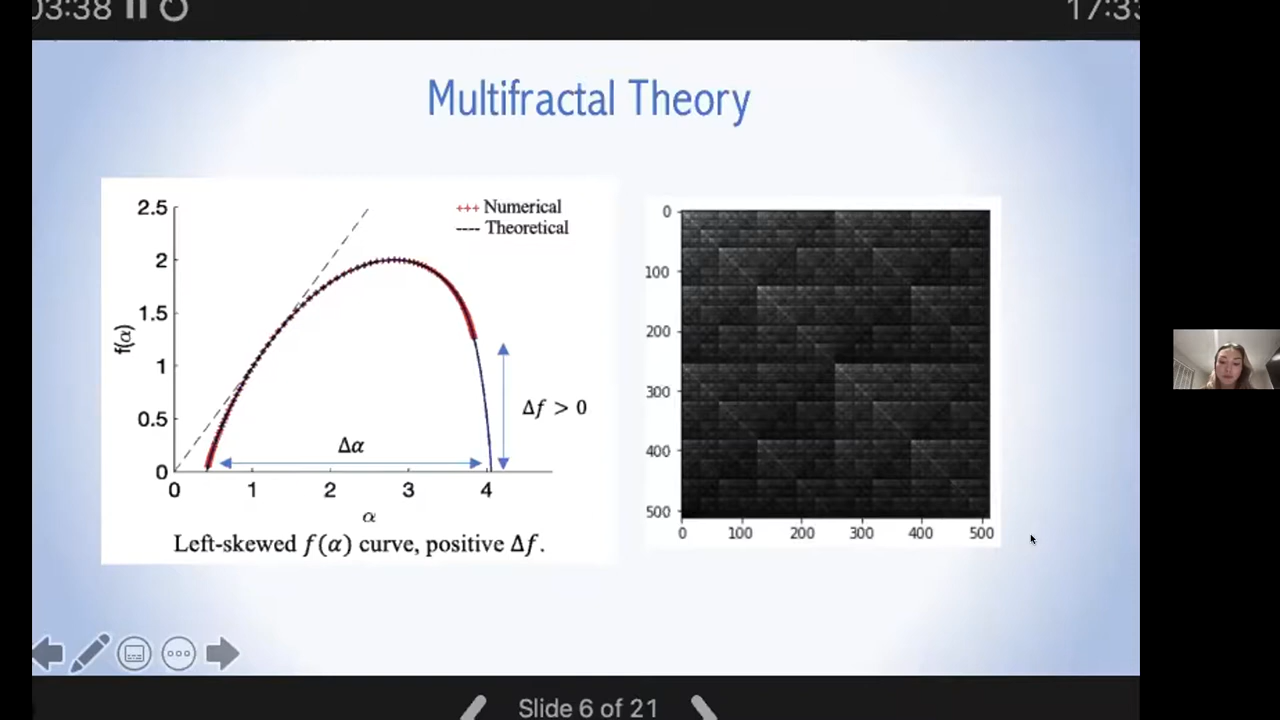 03:38
17:33
Multifractal Theory
2.5
2
1.5
1
0.5
0
f(α)
+++ Numerical
---- Theoretical
Δf > 0
Δα
0 1 2 3 4
α
Left-skewed f(α) curve, positive Δf.
0
100
200
300
400
500
0 100 200 300 400 500
Slide 6 of 21